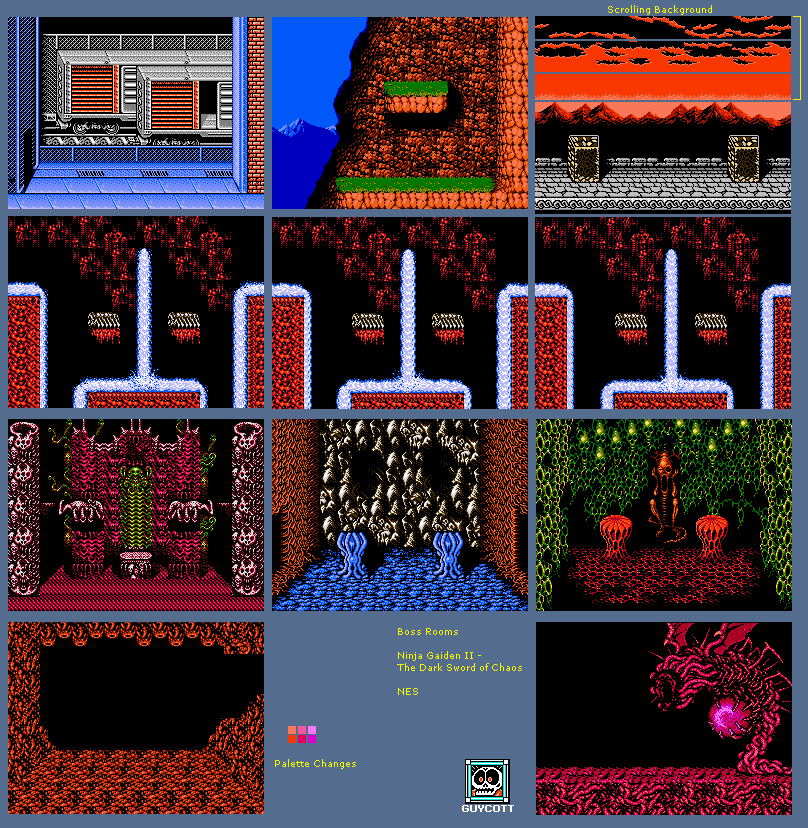 Scrolling Background
Boss Rooms
Ninja Gaiden II -
The Dark Sword of Chaos
NES
Palette Changes
GUYCOTT